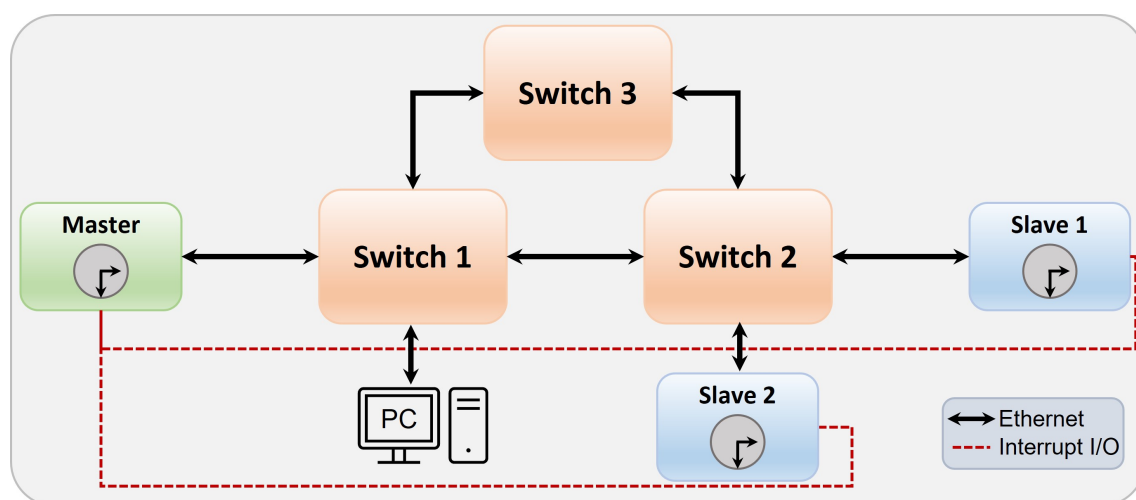 Switch 3
Master
Switch 1
Switch 2
Slave 1
PC
Slave 2
Ethernet
Interrupt I/O